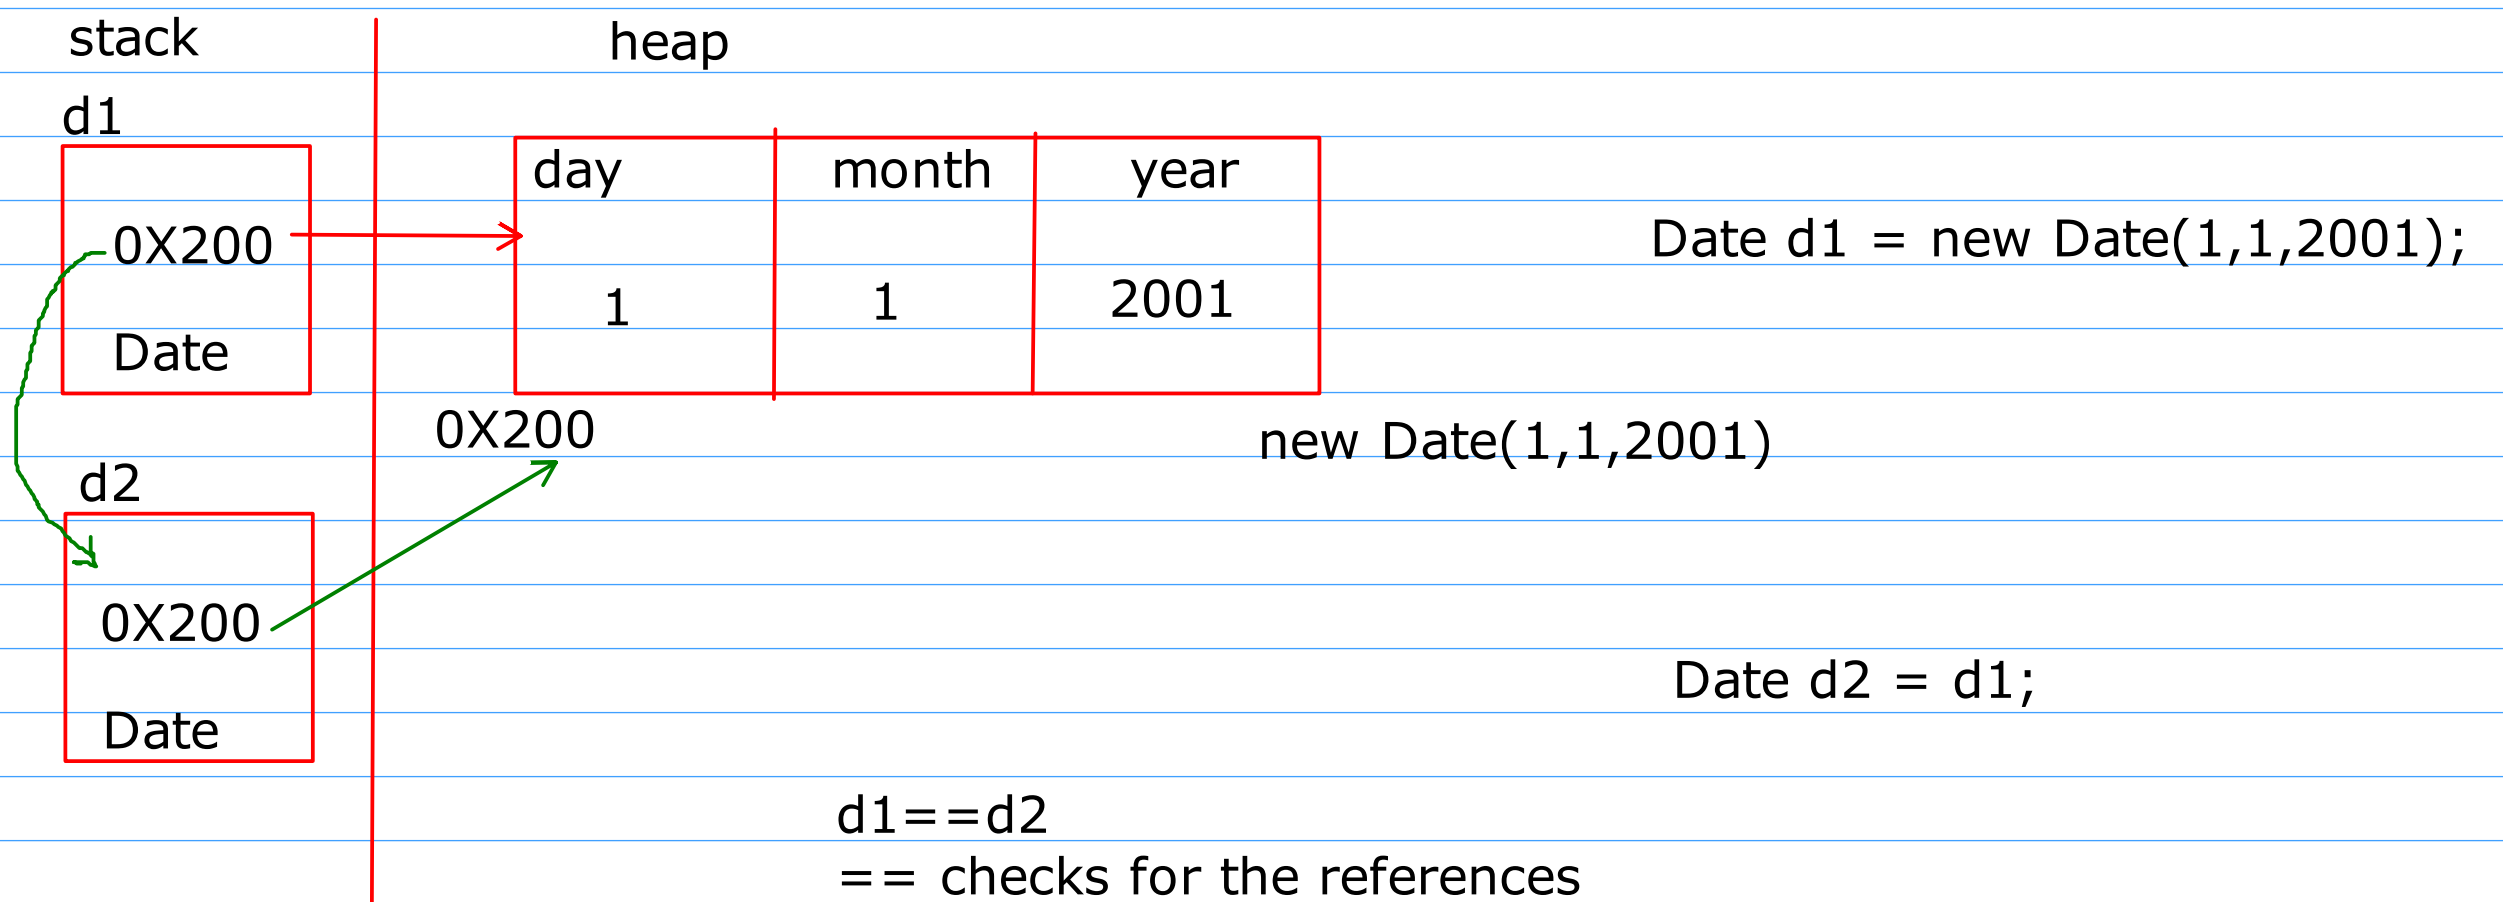 stack
heap
d1
day month year
0X200
Date d1 = new Date(1,1,2001);
1 1 2001
Date
0X200
new Date(1,1,2001)
d2
0X200
Date d2 = d1;
Date
d1==d2
== checks for the references